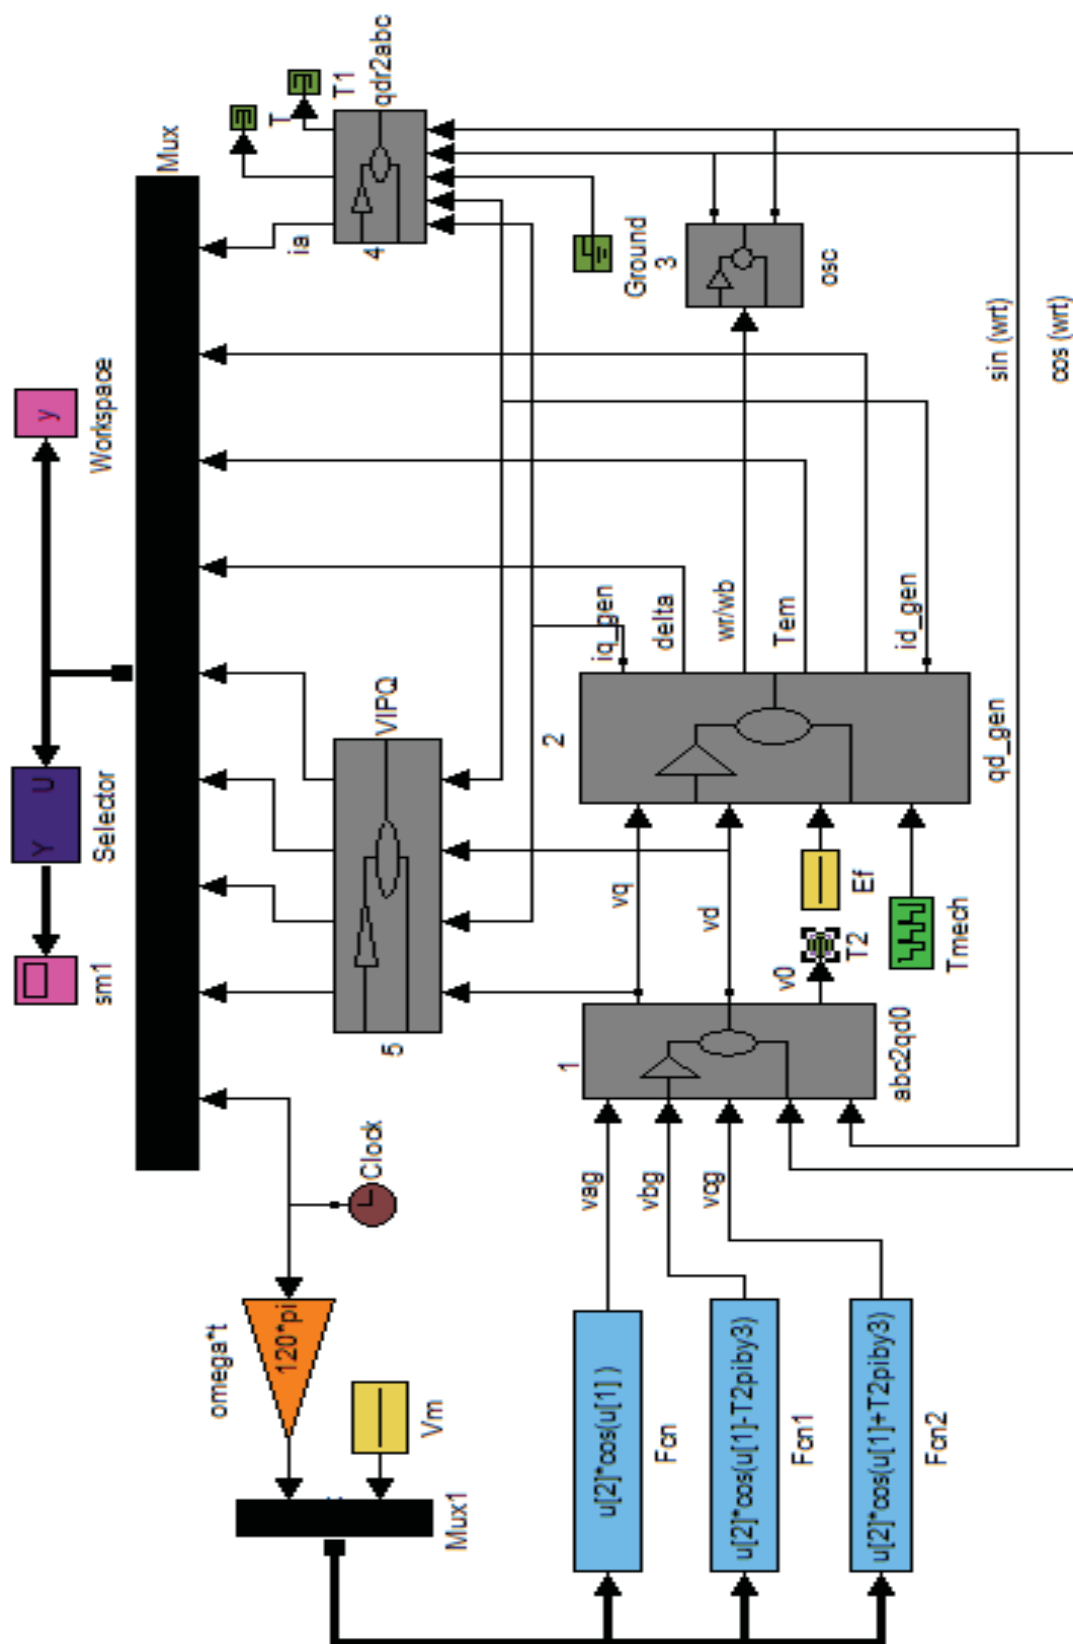 omega*t
120*pi
Vm
Mux1
Clock
sm1
Y U
Selector
y
Workspace
Mux
5
VIPQ
ia
T
T1
4
qdr2abc
u[2]*cos(u[1] )
Fcn
u[2]*cos(u[1]-T2piby3)
Fcn1
u[2]*cos(u[1]+T2piby3)
Fcn2
vag
vbg
vcg
1
abc2qd0
vq
vd
v0
T2
Ef
Tmech
2
qd_gen
iq_gen
delta
wr/wb
Tem
id_gen
Ground
3
osc
sin (wrt)
cos (wrt)